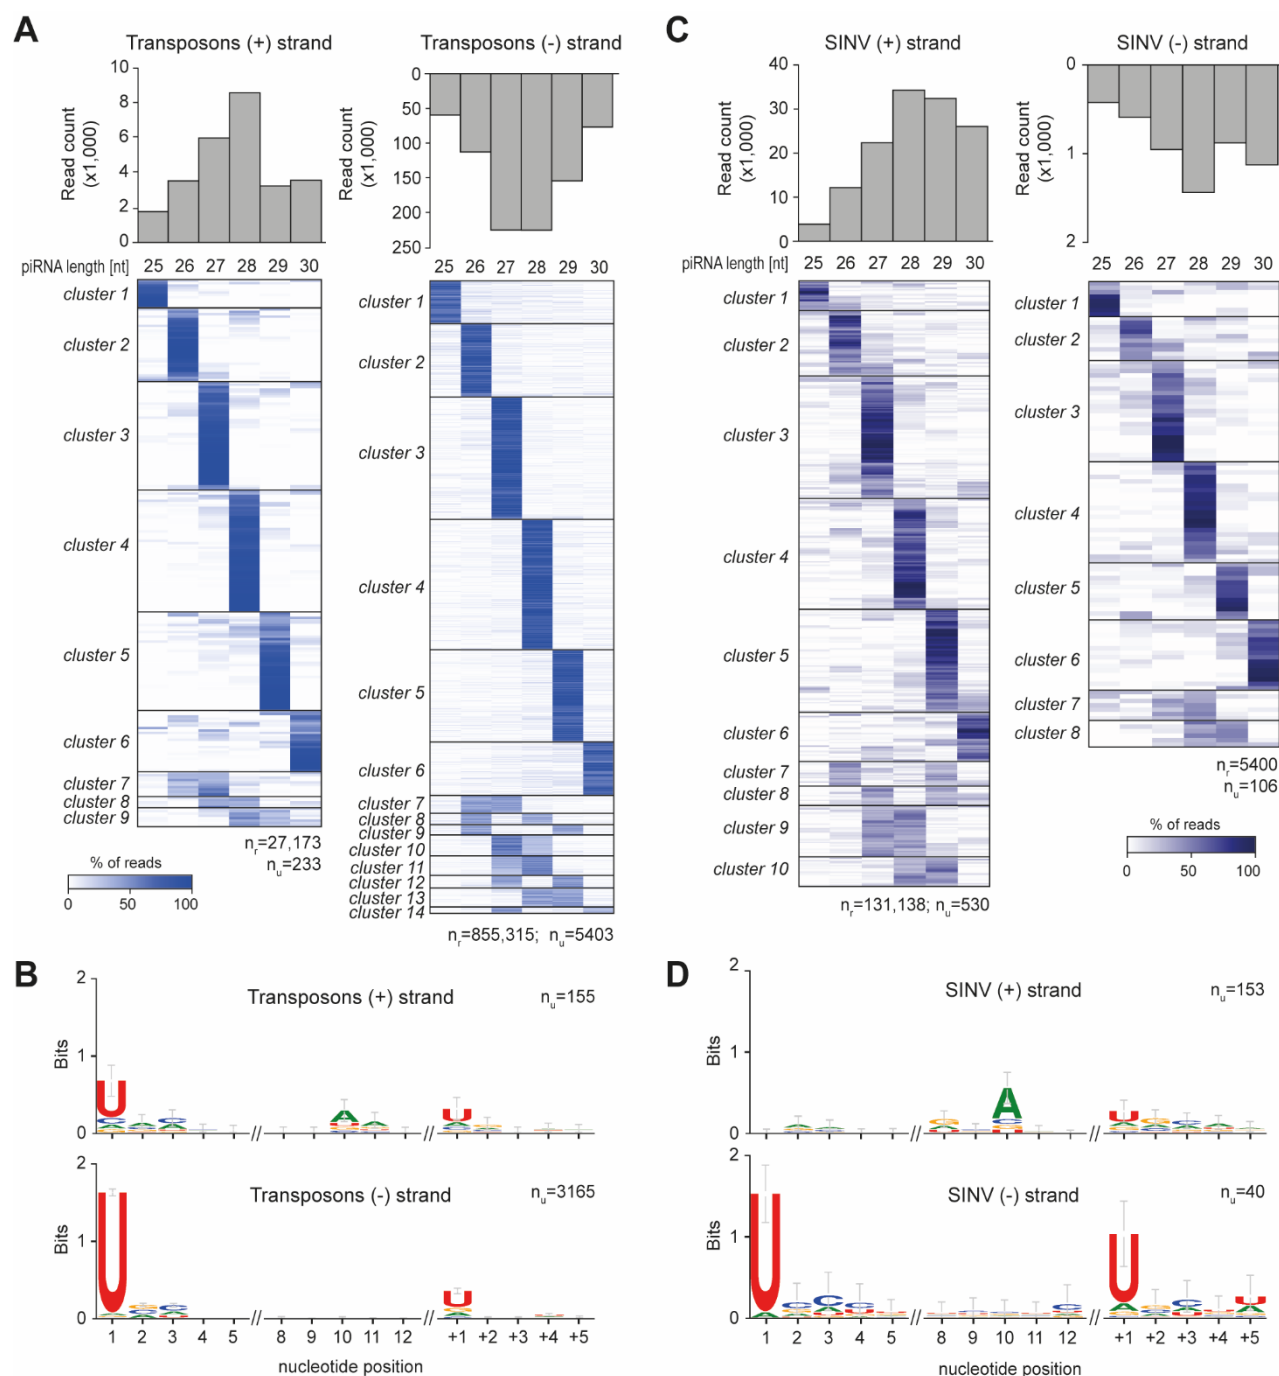 A
Transposons (+) strand
Read count
(x1,000)
10
8
6
4
2
0
Transposons (-) strand
Read count
(x1,000)
0
50
100
150
200
250
piRNA length [nt]
25 26 27 28 29 30
cluster 1
cluster 2
cluster 3
cluster 4
cluster 5
cluster 6
cluster 7
cluster 8
cluster 9
nr=27,173
nu=233
% of reads
0 50 100
25 26 27 28 29 30
cluster 1
cluster 2
cluster 3
cluster 4
cluster 5
cluster 6
cluster 7
cluster 8
cluster 9
cluster 10
cluster 11
cluster 12
cluster 13
cluster 14
nr=855,315; nu=5403
C
SINV (+) strand
Read count
(x1,000)
40
30
20
10
0
SINV (-) strand
Read count
(x1,000)
0
1
2
piRNA length [nt]
25 26 27 28 29 30
cluster 1
cluster 2
cluster 3
cluster 4
cluster 5
cluster 6
cluster 7
cluster 8
cluster 9
cluster 10
nr=131,138; nu=530
25 26 27 28 29 30
cluster 1
cluster 2
cluster 3
cluster 4
cluster 5
cluster 6
cluster 7
cluster 8
nr=5400
nu=106
% of reads
0 50 100
B
Transposons (+) strand
nu=155
Bits
2
1
0
U
A
U
Transposons (-) strand
nu=3165
Bits
2
1
0
U
U
1 2 3 4 5 // 8 9 10 11 12 // +1 +2 +3 +4 +5
nucleotide position
D
SINV (+) strand
nu=153
Bits
2
1
0
A
U
SINV (-) strand
nu=40
Bits
2
1
0
U
U
1 2 3 4 5 // 8 9 10 11 12 // +1 +2 +3 +4 +5
nucleotide position